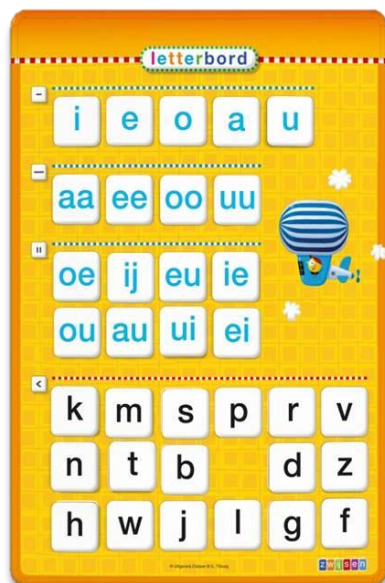 letterbord
i e o a u
aa ee oo uu
oe ij eu ie
ou au ui ei
k m s p r v
n t b d z
h w j l g f
zwijsen